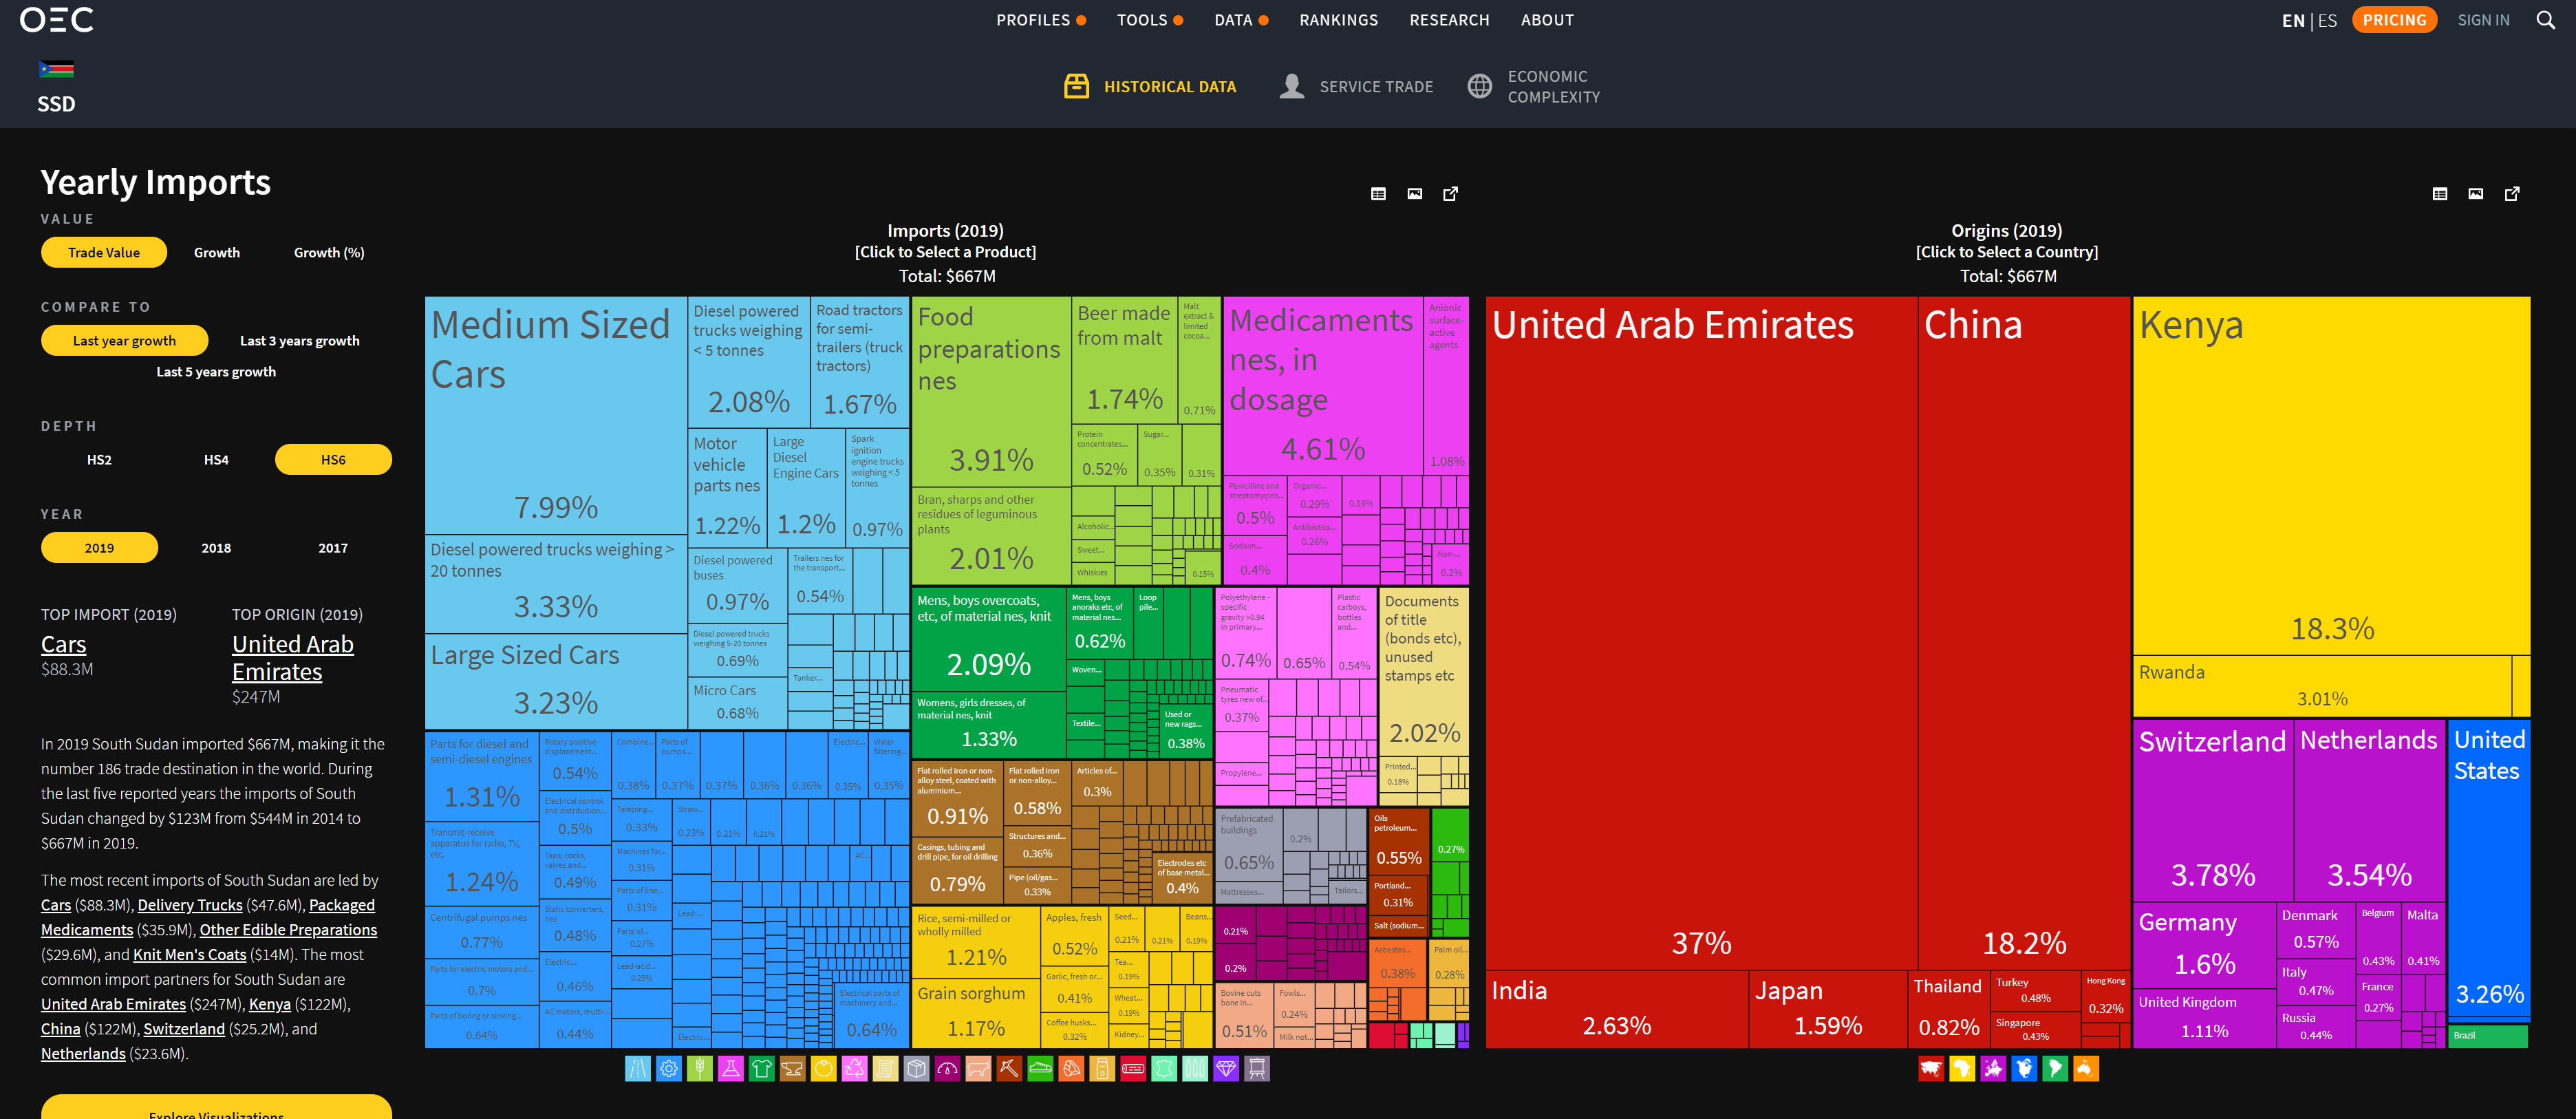 OEC
PROFILES
TOOLS
DATA
RANKINGS
RESEARCH
ABOUT
EN | ES
PRICING
SIGN IN
SSD
HISTORICAL DATA
SERVICE TRADE
ECONOMIC
COMPLEXITY
Yearly Imports
VALUE
Trade Value
Growth
Growth (%)
COMPARE TO
Last year growth
Last 3 years growth
Last 5 years growth
DEPTH
HS2
HS4
HS6
YEAR
2019
2018
2017
TOP IMPORT (2019)
Cars
$88.3M
TOP ORIGIN (2019)
United Arab
Emirates
$247M
In 2019 South Sudan imported $667M, making it the
number 186 trade destination in the world. During
the last five reported years the imports of South
Sudan changed by $123M from $544M in 2014 to
$667M in 2019.
The most recent imports of South Sudan are led by
Cars ($88.3M), Delivery Trucks ($47.6M), Packaged
Medicaments ($35.9M), Other Edible Preparations
($29.6M), and Knit Men's Coats ($14M). The most
common import partners for South Sudan are
United Arab Emirates ($247M), Kenya ($122M),
China ($122M), Switzerland ($25.2M), and
Netherlands ($23.6M).
Explore Visualizations
Imports (2019)
[Click to Select a Product]
Total: $667M
Medium Sized
Cars
7.99%
Diesel powered trucks weighing >
20 tonnes
3.33%
Large Sized Cars
3.23%
Diesel powered
trucks weighing
< 5 tonnes
2.08%
Road tractors
for semi-
trailers (truck
tractors)
1.67%
Motor
vehicle
parts nes
1.22%
Large
Diesel
Engine Cars
1.2%
Spark
ignition
engine trucks
weighing < 5
tonnes
0.97%
Diesel powered
buses
0.97%
Trailers nes for
the transport...
0.54%
Diesel powered trucks
weighing 5-20 tonnes
0.69%
Micro Cars
0.68%
Tanker...
Parts for diesel and
semi-diesel engines
1.31%
Transmit-receive
apparatus for radio, TV,
etc.
1.24%
Centrifugal pumps nes
0.77%
Parts for electric motors and...
0.7%
Parts of boring or sinking...
0.64%
Rotary positive
displacement...
0.54%
Electrical control
and distribution...
0.5%
Taps, cocks,
valves and...
0.49%
Static converters,
nes
0.48%
Electric...
0.46%
AC motors, multi-...
0.44%
Combine...
0.38%
Parts of
pumps...
0.37%
0.37%
0.36%
0.36%
Electric...
0.35%
Water
filtering...
0.35%
Tamping...
0.33%
Straw...
0.23%
0.21%
0.21%
Machines for...
0.31%
AC...
Parts of line...
0.31%
Lead-...
Parts of...
0.27%
Lead-acid...
0.25%
Electric...
Electrical parts of
machinery and...
0.64%
Food
preparations
nes
3.91%
Bran, sharps and other
residues of leguminous
plants
2.01%
Beer made
from malt
1.74%
Malt
extract &
limited
cocoa...
0.71%
Protein
concentrates...
0.52%
Sugar...
0.35%
0.31%
Alcoholic...
Sweet...
Whiskies
0.15%
Medicaments
nes, in
dosage
4.61%
Anionic
surface-
active
agents
1.08%
Penicillins and
streptomycins...
0.5%
Organic...
0.29%
0.19%
Antibiotics...
0.26%
Sodium...
0.4%
Non-...
0.2%
Mens, boys overcoats,
etc, of material nes, knit
2.09%
Womens, girls dresses, of
material nes, knit
1.33%
Mens, boys
anoraks etc, of
material nes...
0.62%
Loop
pile...
Woven...
Textile...
Used or
new rags...
0.38%
Polyethylene -
specific
gravity >0.94
in primary...
0.74%
0.65%
Plastic
carboys,
bottles
and...
0.54%
Pneumatic
tyres new of...
0.37%
Propylene...
Documents
of title
(bonds etc),
unused
stamps etc
2.02%
Printed...
0.18%
Flat rolled iron or non-
alloy steel, coated with
aluminium...
0.91%
Casings, tubing and
drill pipe, for oil drilling
0.79%
Flat rolled iron
or non-alloy...
0.58%
Structures and...
0.36%
Pipe (oil/gas...
0.33%
Articles of...
0.3%
Electrodes etc
of base metal...
0.4%
Rice, semi-milled or
wholly milled
1.21%
Grain sorghum
1.17%
Apples, fresh
0.52%
Garlic, fresh or...
0.41%
Coffee husks...
0.32%
Seed...
0.21%
0.21%
Beans...
0.19%
Tea...
0.19%
Wheat...
0.19%
Kidney...
Prefabricated
buildings
0.65%
Mattresses...
0.2%
Tailors...
0.21%
0.2%
Bovine cuts
bone in...
0.51%
Fowls...
0.24%
Milk not...
Oils
petroleum...
0.55%
Portland...
0.31%
Salt (sodium...
0.27%
Asbestos...
0.38%
Palm oil...
0.28%
Origins (2019)
[Click to Select a Country]
Total: $667M
United Arab Emirates
37%
China
18.2%
India
2.63%
Japan
1.59%
Thailand
0.82%
Turkey
0.48%
Singapore
0.43%
Hong Kong
0.32%
Kenya
18.3%
Rwanda
3.01%
Switzerland
3.78%
Netherlands
3.54%
Germany
1.6%
United Kingdom
1.11%
Denmark
0.57%
Italy
0.47%
Russia
0.44%
Belgium
0.43%
Malta
0.41%
France
0.27%
United
States
3.26%
Brazil